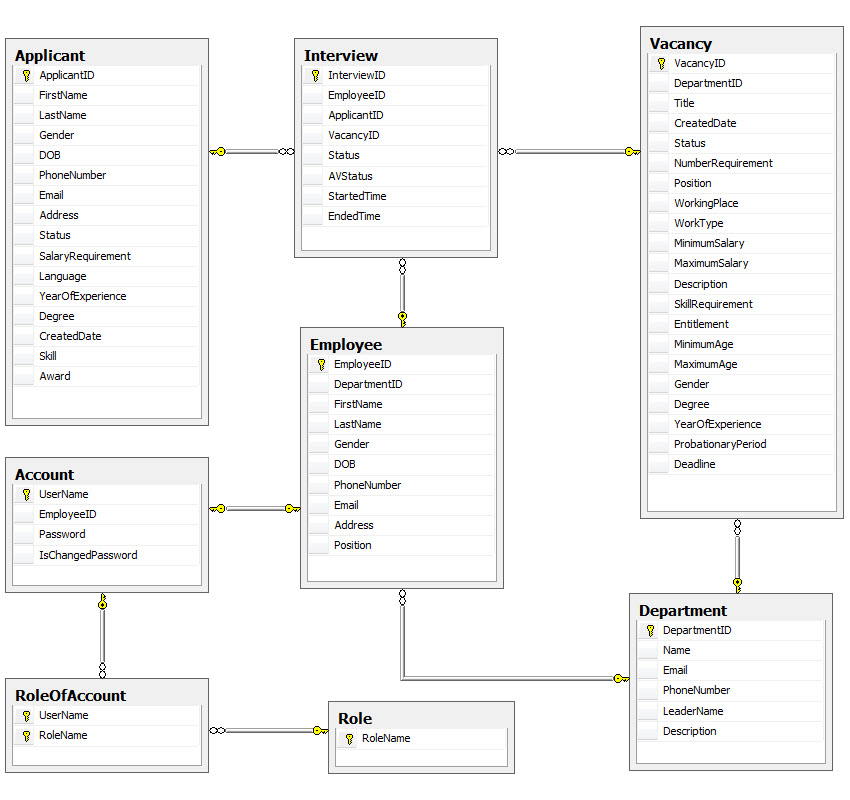 Applicant
ApplicantID
FirstName
LastName
Gender
DOB
PhoneNumber
Email
Address
Status
SalaryRequirement
Language
YearOfExperience
Degree
CreatedDate
Skill
Award
Interview
InterviewID
EmployeeID
ApplicantID
VacancyID
Status
AVStatus
StartedTime
EndedTime
Vacancy
VacancyID
DepartmentID
Title
CreatedDate
Status
NumberRequirement
Position
WorkingPlace
WorkType
MinimumSalary
MaximumSalary
Description
SkillRequirement
Entitlement
MinimumAge
MaximumAge
Gender
Degree
YearOfExperience
ProbationaryPeriod
Deadline
Employee
EmployeeID
DepartmentID
FirstName
LastName
Gender
DOB
PhoneNumber
Email
Address
Position
Account
UserName
EmployeeID
Password
IsChangedPassword
Department
DepartmentID
Name
Email
PhoneNumber
LeaderName
Description
RoleOfAccount
UserName
RoleName
Role
RoleName